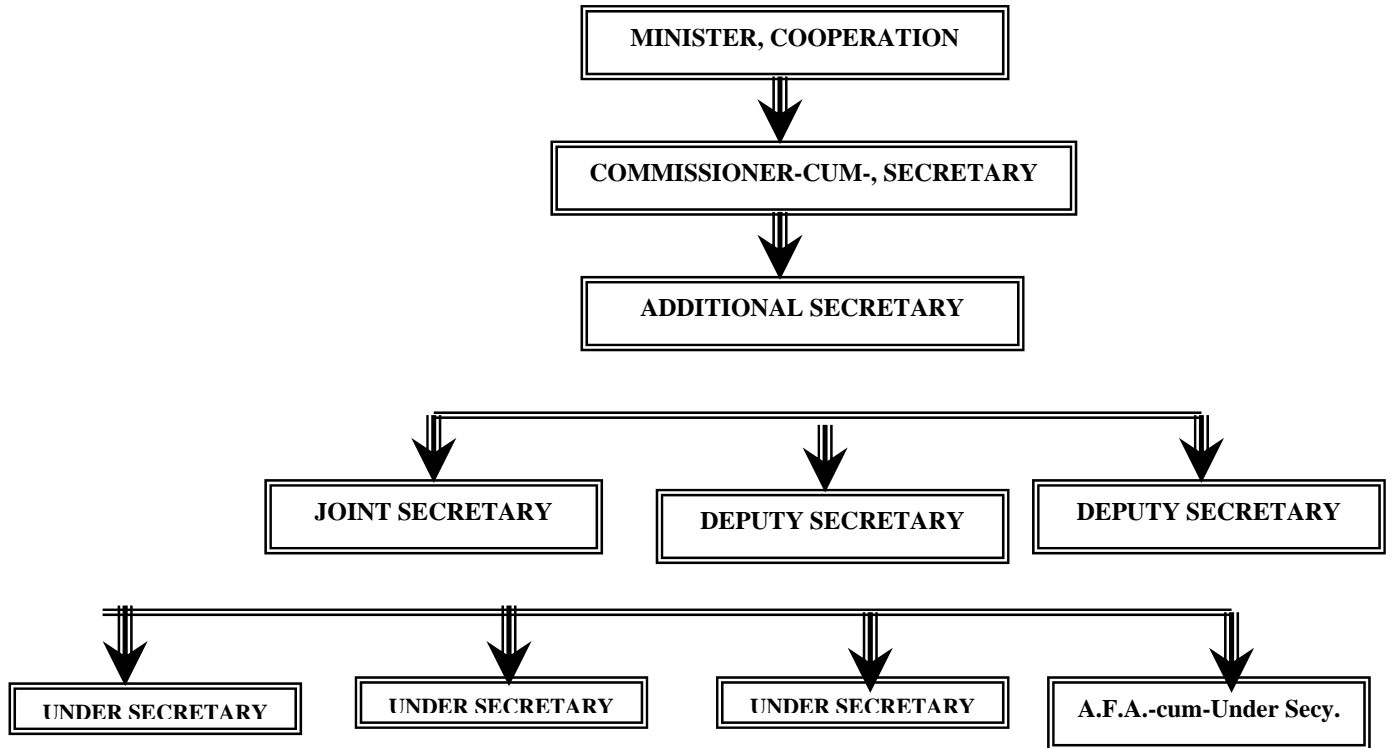 MINISTER, COOPERATION
COMMISSIONER-CUM-, SECRETARY
ADDITIONAL SECRETARY
JOINT SECRETARY
DEPUTY SECRETARY
DEPUTY SECRETARY
UNDER SECRETARY
UNDER SECRETARY
UNDER SECRETARY
A.F.A.-cum-Under Secy.